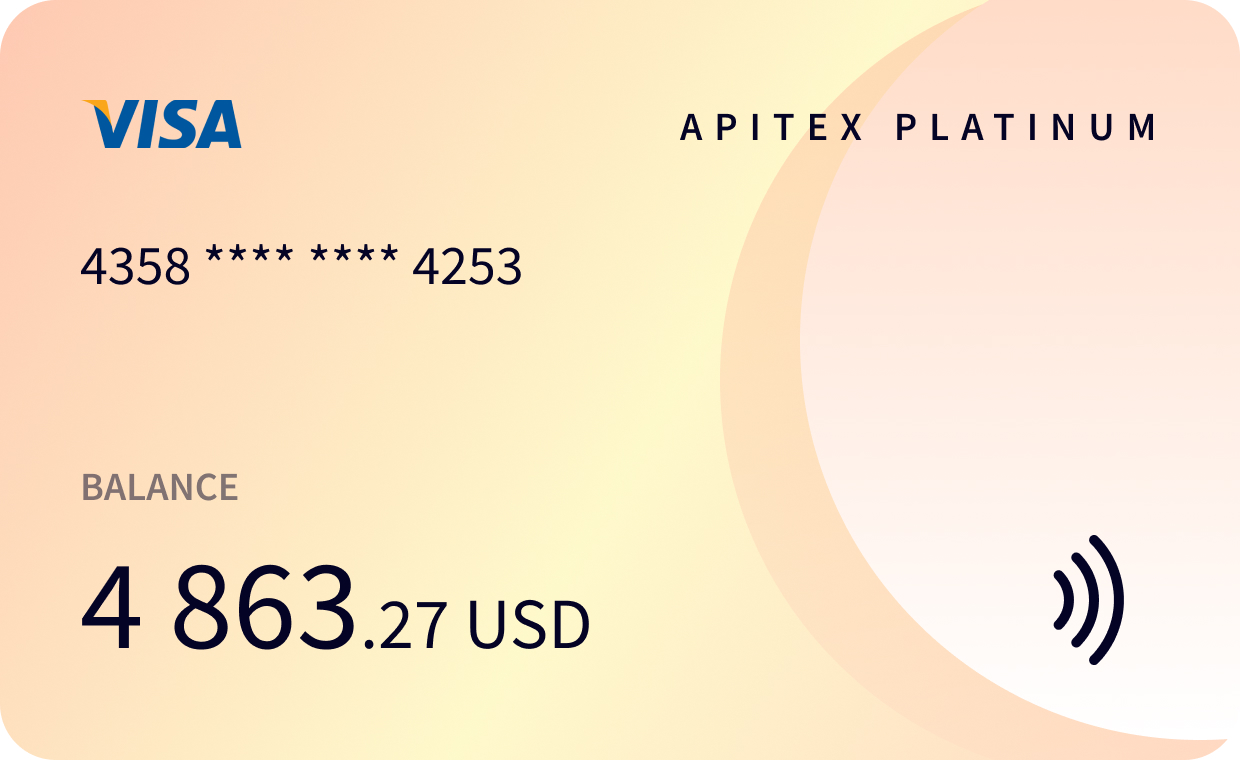 VISA
APITEX PLATINUM
4358 **** **** 4253
BALANCE
4 863.27 USD